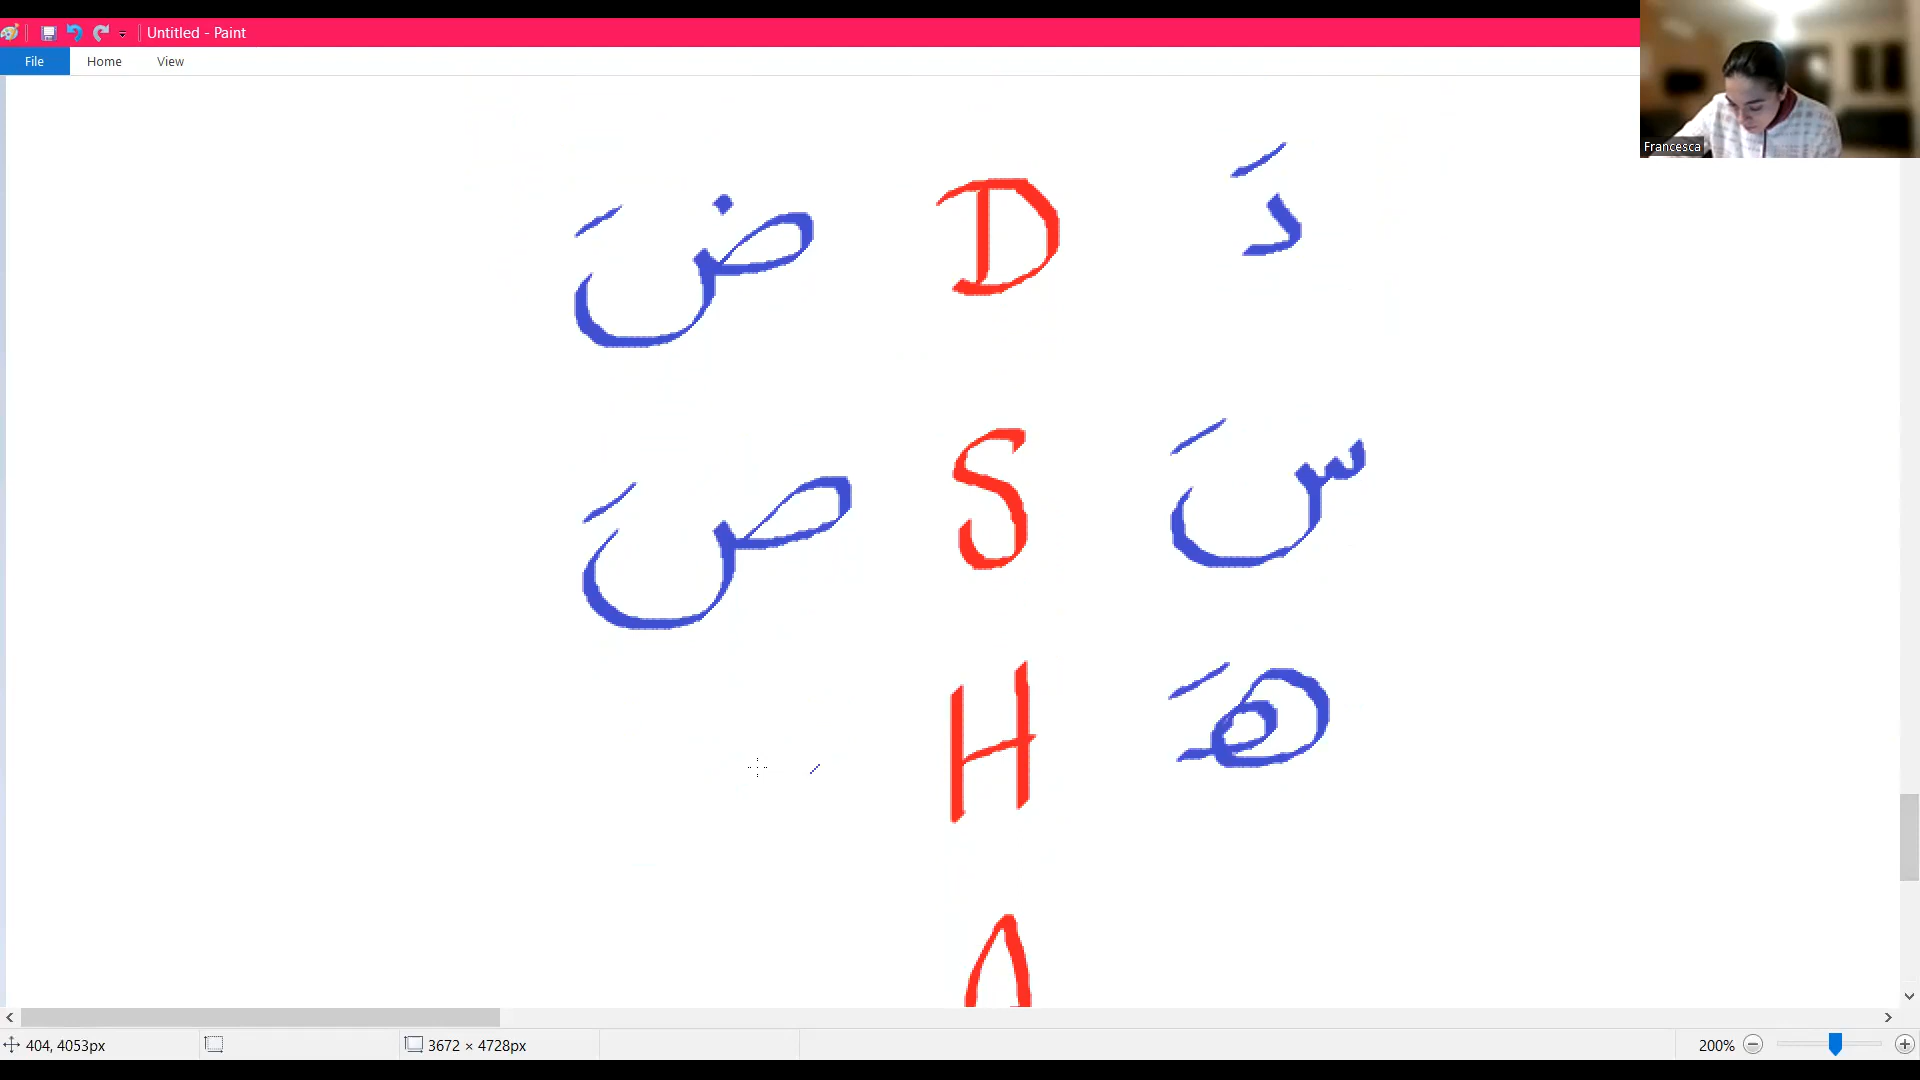 Untitled - Paint
File Home View
Francesca
ضَ D دَ
صَ S سَ
H هَـ
A
404, 4053px 3672 × 4728px 200%